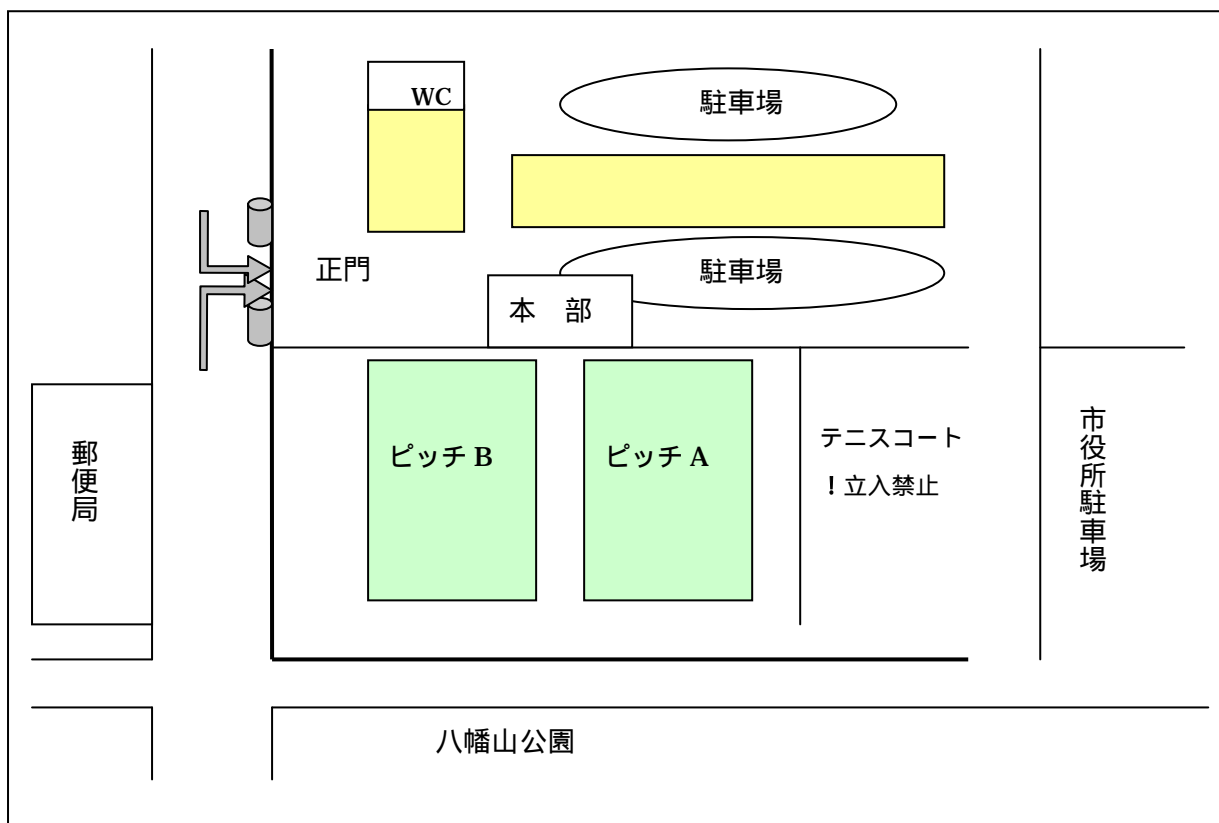 WC
駐車場
正門
駐車場
本　部
郵便局
ピッチ B
ピッチ A
テニスコート
！立入禁止
市役所駐車場
八幡山公園